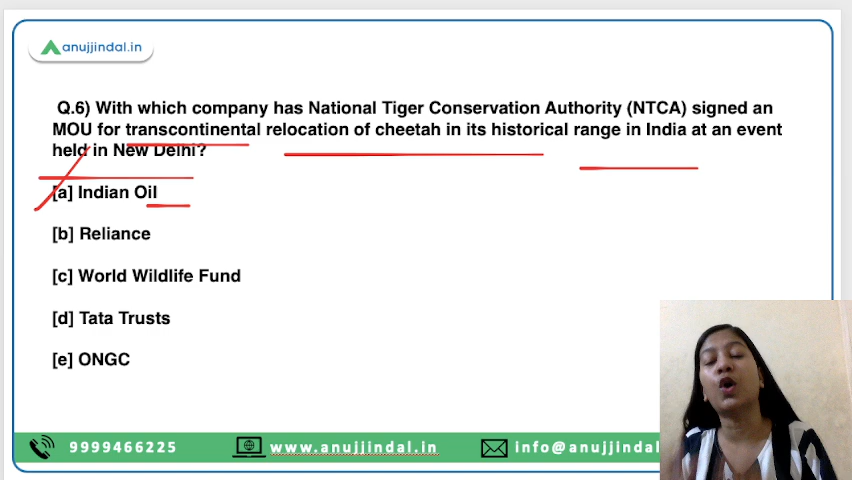 anujjindal.in
Q.6) With which company has National Tiger Conservation Authority (NTCA) signed an
MOU for transcontinental relocation of cheetah in its historical range in India at an event
held in New Delhi?
[a] Indian Oil
[b] Reliance
[c] World Wildlife Fund
[d] Tata Trusts
[e] ONGC
9999466225 www.anujjindal.in info@anujjindal.in